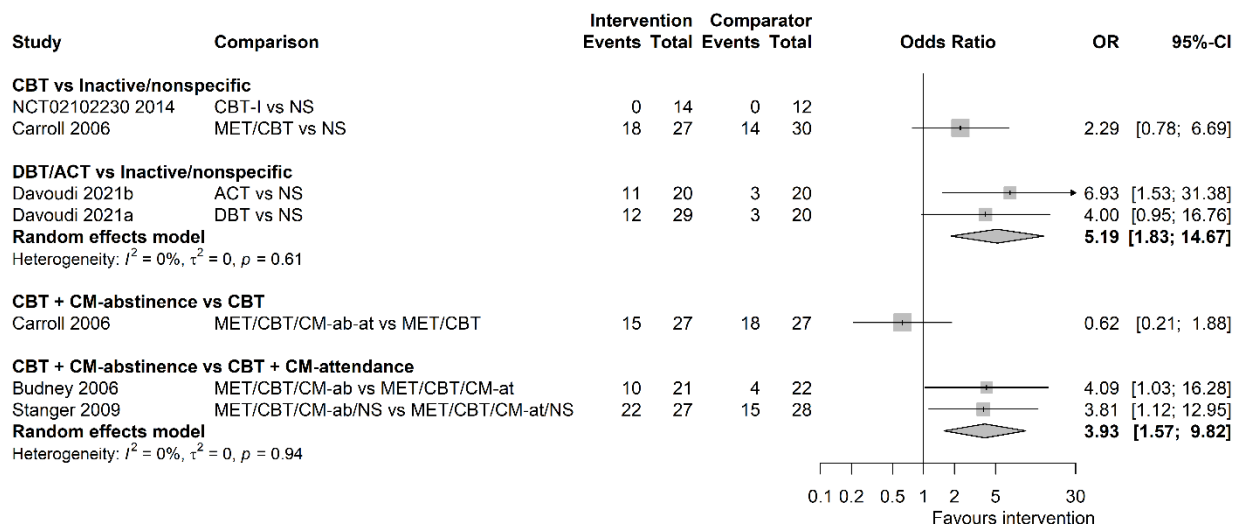 Intervention Comparator
Study Comparison Events Total Events Total Odds Ratio OR 95%-CI
CBT vs Inactive/nonspecific
NCT02102230 2014 CBT-I vs NS 0 14 0 12
Carroll 2006 MET/CBT vs NS 18 27 14 30 2.29 [0.78; 6.69]
DBT/ACT vs Inactive/nonspecific
Davoudi 2021b ACT vs NS 11 20 3 20 6.93 [1.53; 31.38]
Davoudi 2021a DBT vs NS 12 29 3 20 4.00 [0.95; 16.76]
Random effects model 5.19 [1.83; 14.67]
Heterogeneity: I² = 0%, τ² = 0, p = 0.61
CBT + CM-abstinence vs CBT
Carroll 2006 MET/CBT/CM-ab-at vs MET/CBT 15 27 18 27 0.62 [0.21; 1.88]
CBT + CM-abstinence vs CBT + CM-attendance
Budney 2006 MET/CBT/CM-ab vs MET/CBT/CM-at 10 21 4 22 4.09 [1.03; 16.28]
Stanger 2009 MET/CBT/CM-ab/NS vs MET/CBT/CM-at/NS 22 27 15 28 3.81 [1.12; 12.95]
Random effects model 3.93 [1.57; 9.82]
Heterogeneity: I² = 0%, τ² = 0, p = 0.94
0.1 0.2 0.5 1 2 5 30
Favours intervention